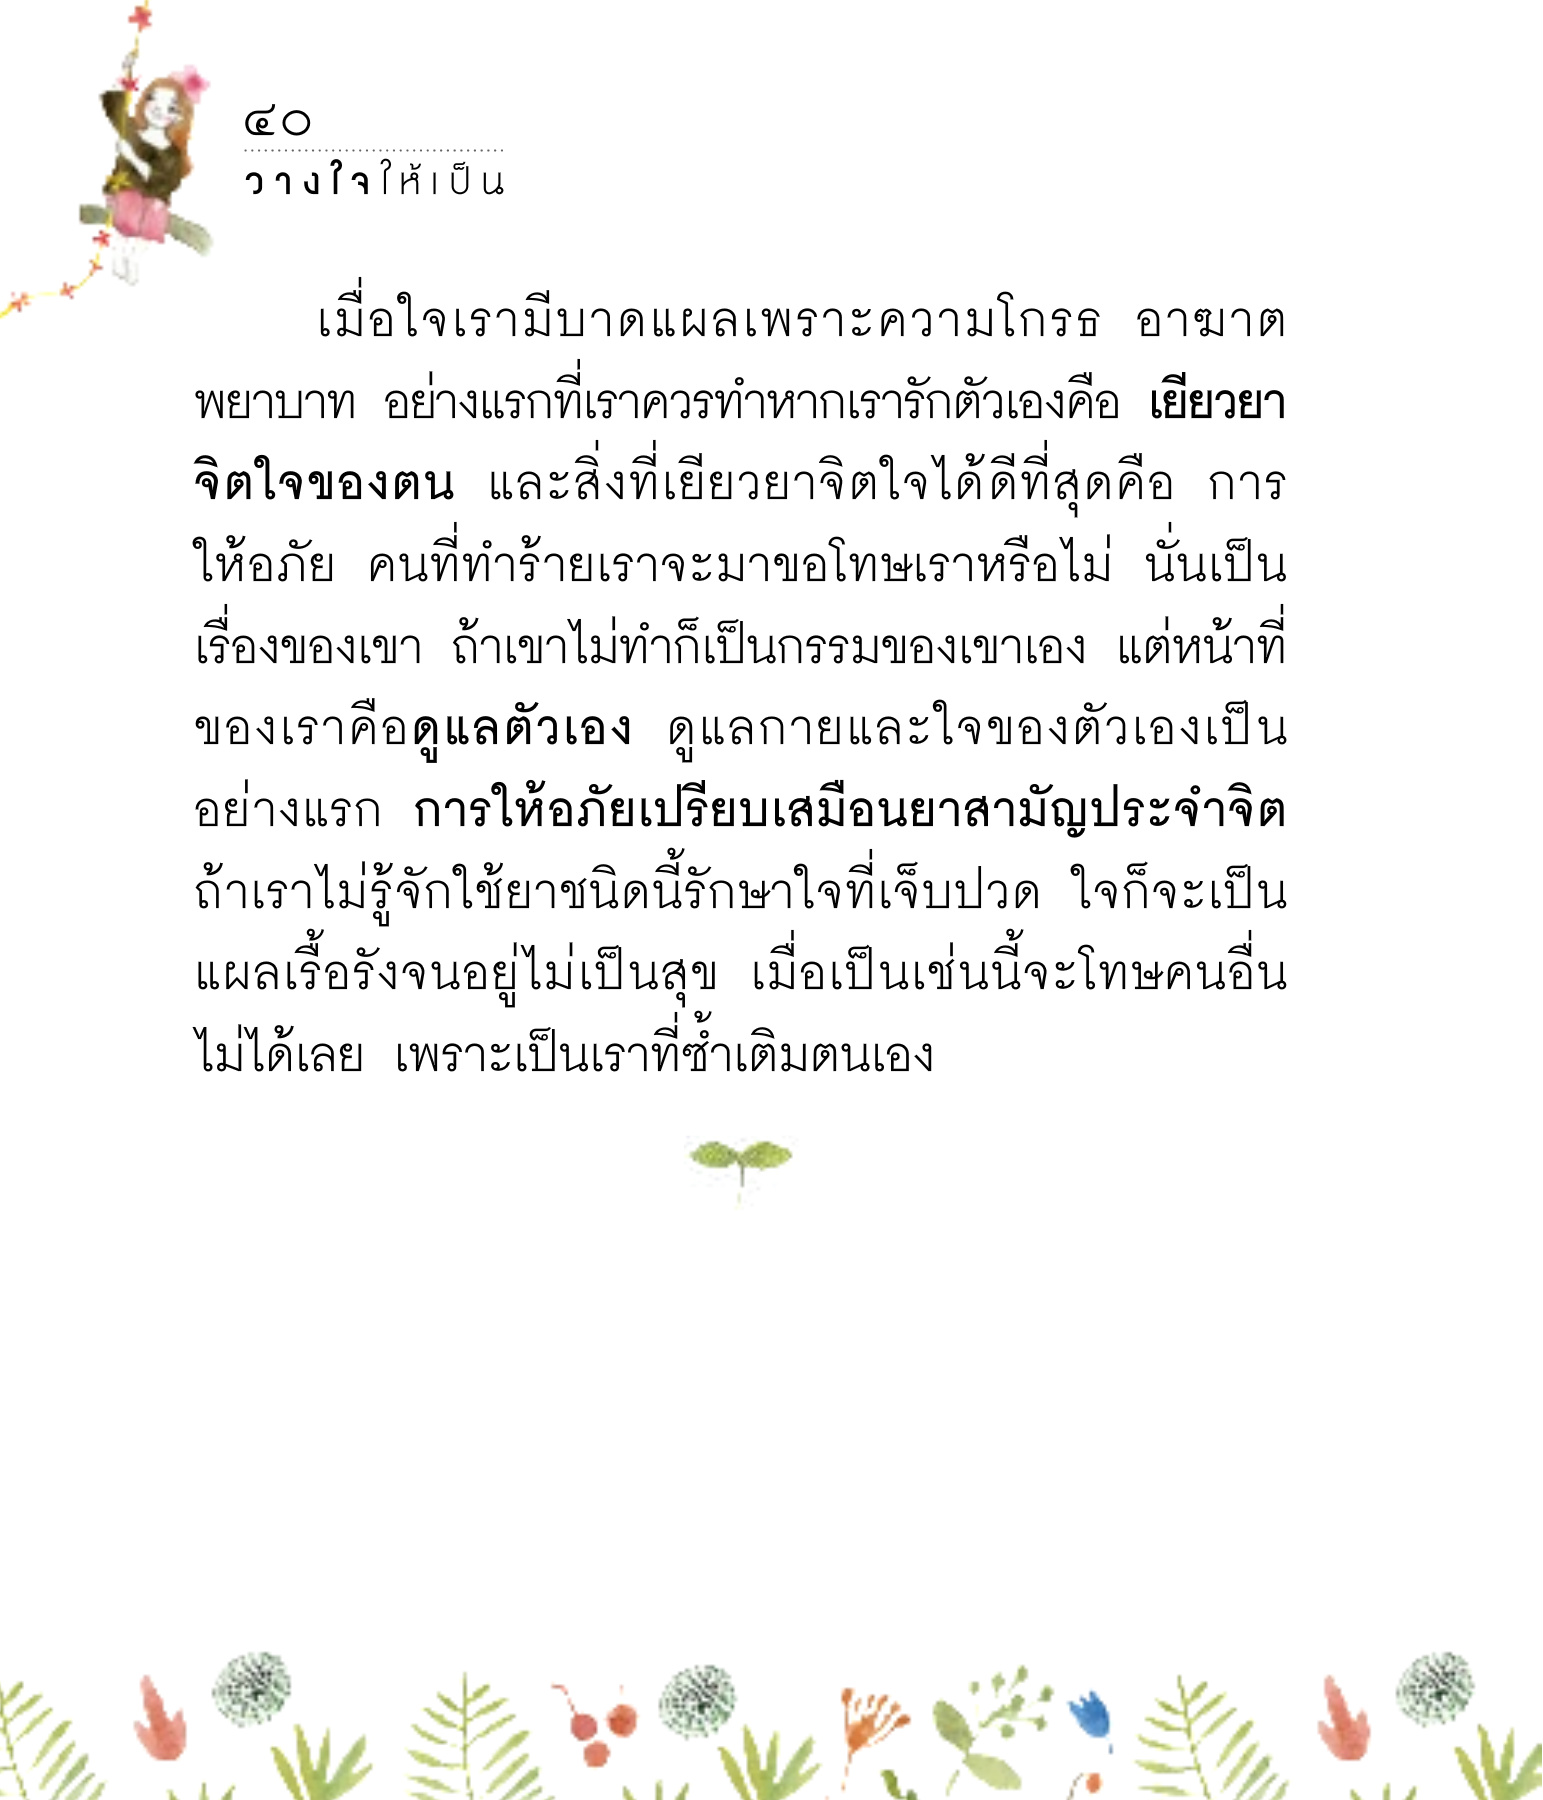 ๔๐
วางใจให้เป็น
เมื่อใจเรามีบาดแผลเพราะความโกรธ อาฆาต
พยาบาท อย่างแรกที่เราควรทำหากเรารักตัวเองคือ เยียวยา
จิตใจของตน และสิ่งที่เยียวยาจิตใจได้ดีที่สุดคือ การ
ให้อภัย คนที่ทำร้ายเราจะมาขอโทษเราหรือไม่ นั่นเป็น
เรื่องของเขา ถ้าเขาไม่ทำก็เป็นกรรมของเขาเอง แต่หน้าที่
ของเราคือดูแลตัวเอง ดูแลกายและใจของตัวเองเป็น
อย่างแรก การให้อภัยเปรียบเสมือนยาสามัญประจำจิต
ถ้าเราไม่รู้จักใช้ยาชนิดนี้รักษาใจที่เจ็บปวด ใจก็จะเป็น
แผลเรื้อรังจนอยู่ไม่เป็นสุข เมื่อเป็นเช่นนี้จะโทษคนอื่น
ไม่ได้เลย เพราะเป็นเราที่ซ้ำเติมตนเอง